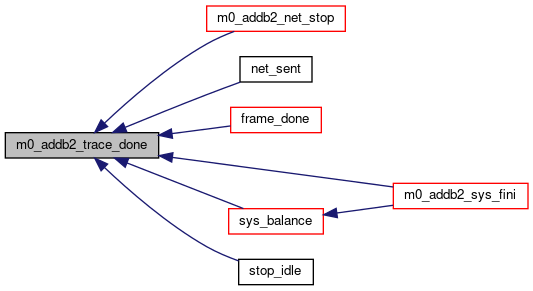 m0_addb2_net_stop
net_sent
frame_done
m0_addb2_trace_done
m0_addb2_sys_fini
sys_balance
stop_idle